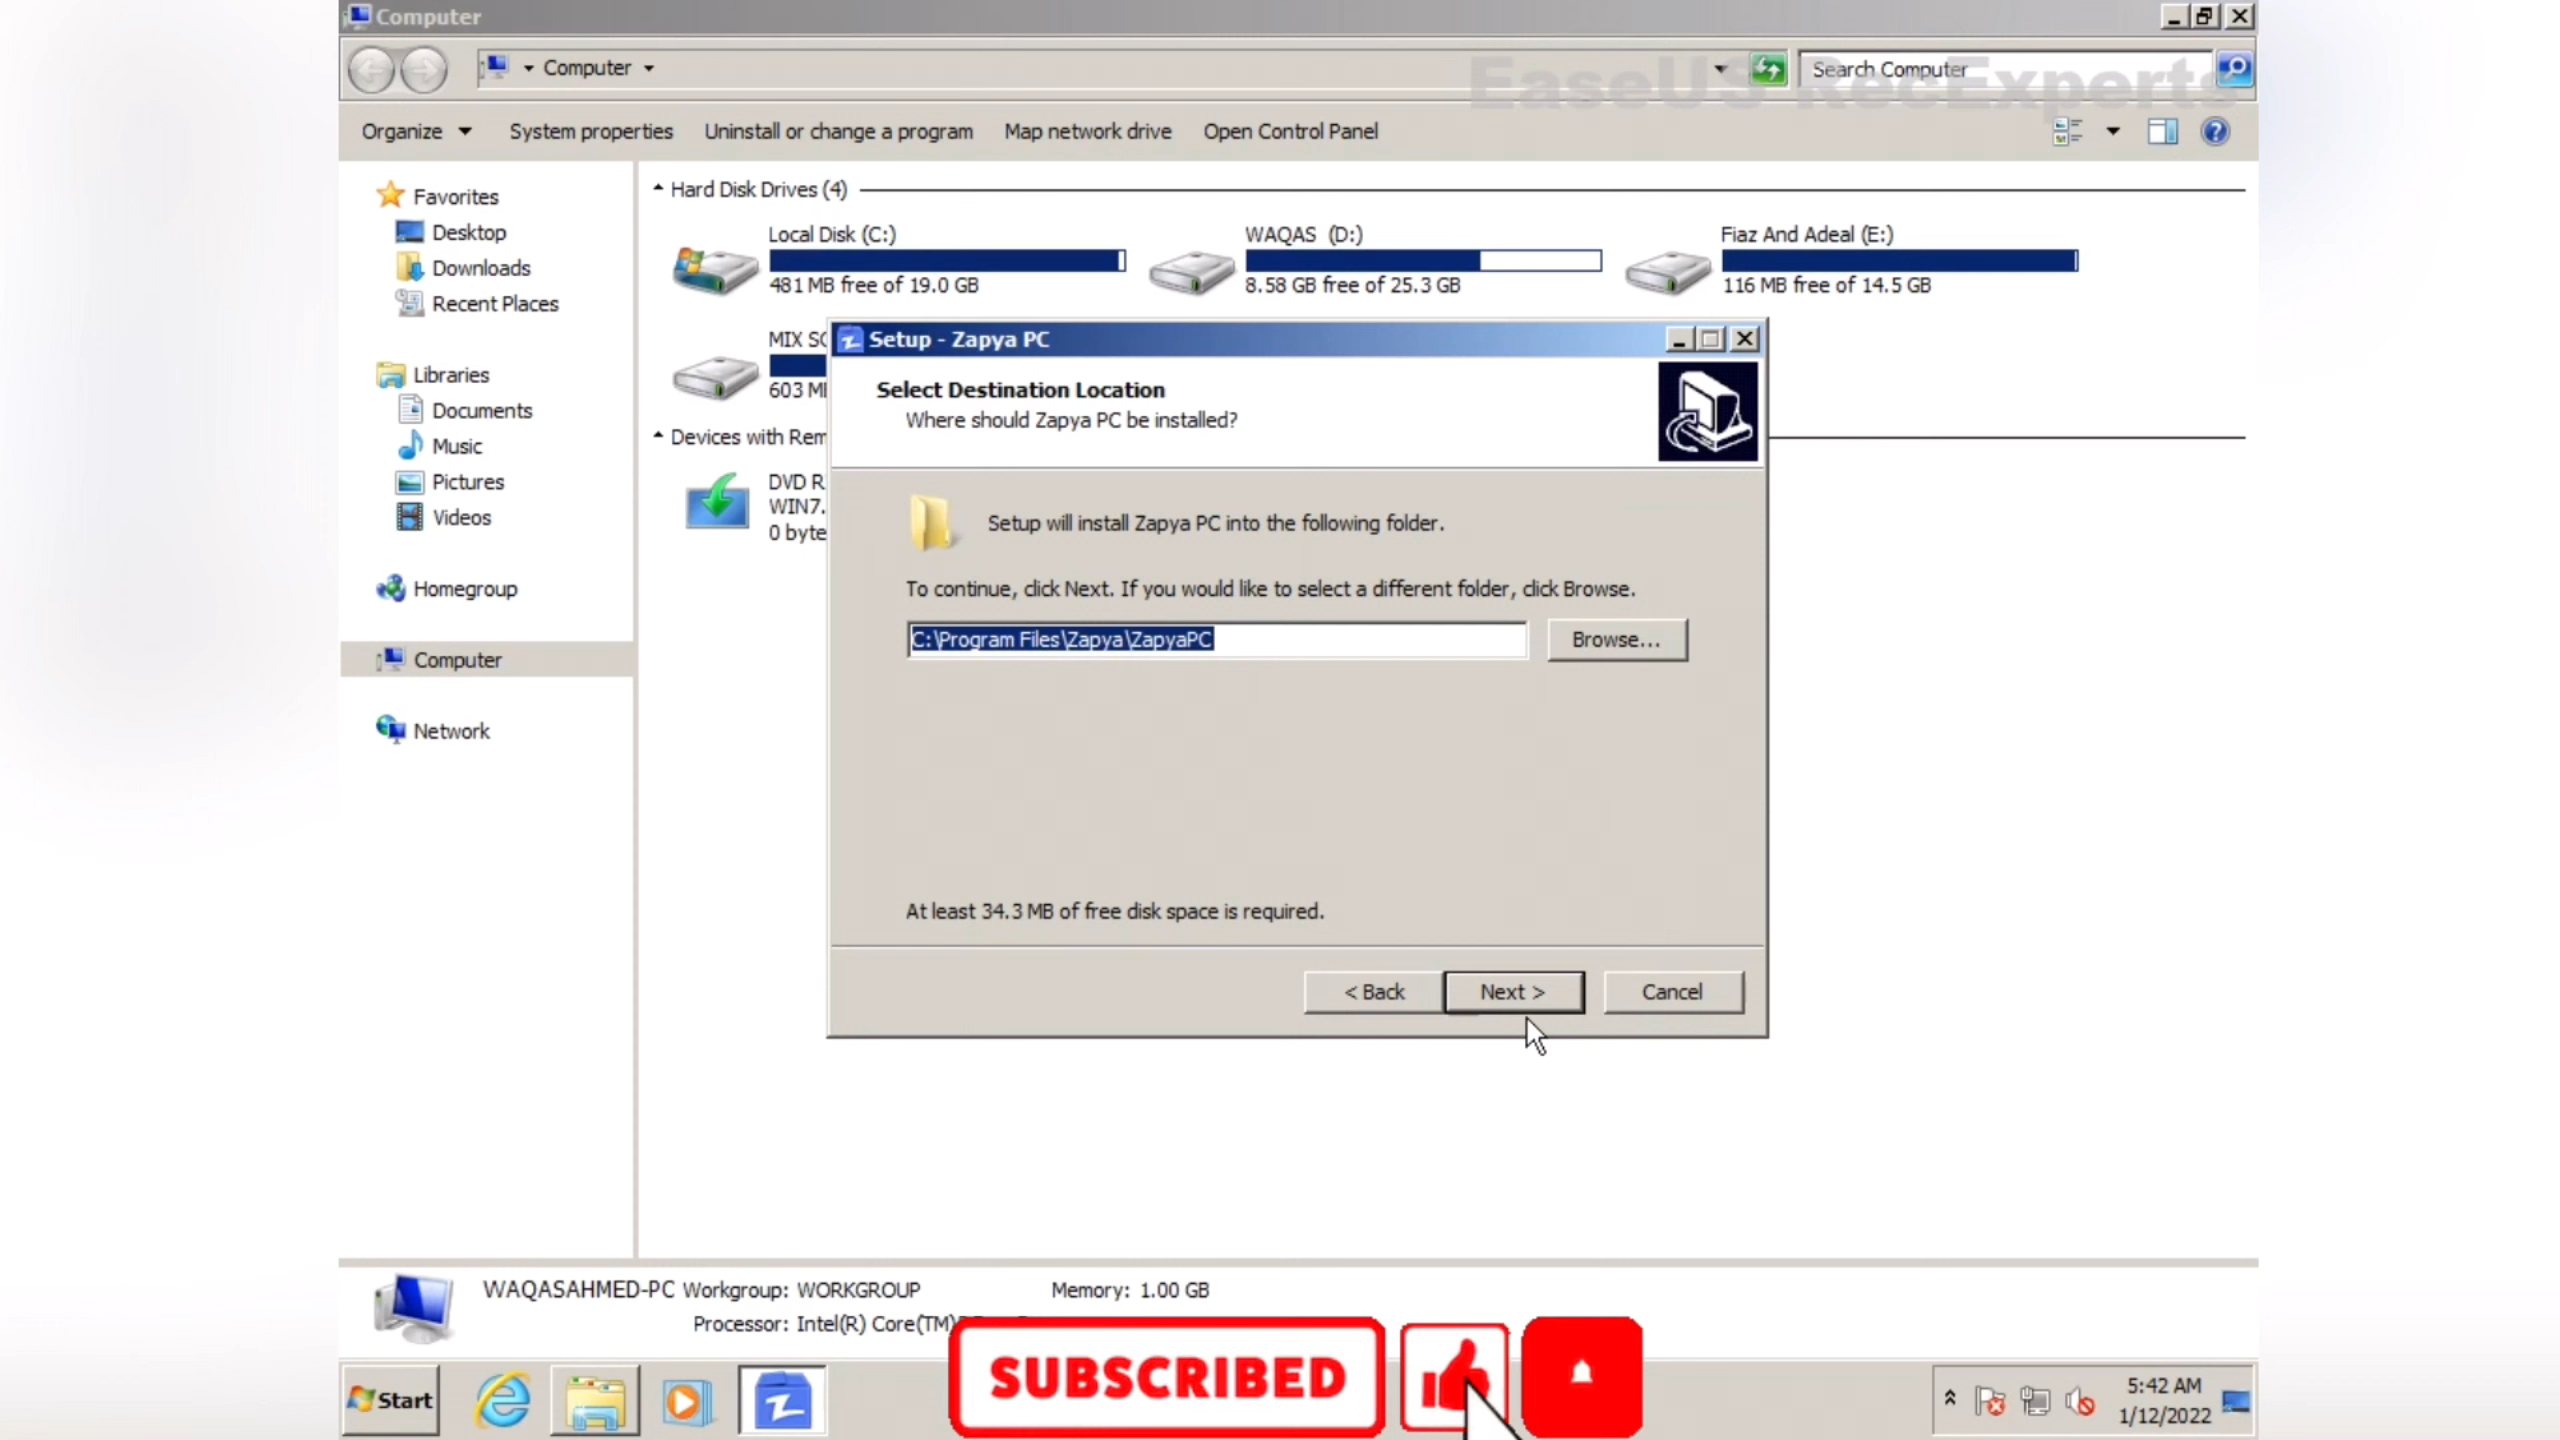 Computer
Computer
Search Computer
EaseUS RecExperts
Organize
System properties
Uninstall or change a program
Map network drive
Open Control Panel
Favorites
Desktop
Downloads
Recent Places
Libraries
Documents
Music
Pictures
Videos
Homegroup
Computer
Network
Hard Disk Drives (4)
Local Disk (C:)
481 MB free of 19.0 GB
WAQAS (D:)
8.58 GB free of 25.3 GB
Fiaz And Adeal (E:)
116 MB free of 14.5 GB
MIX
603
Devices with
DVD
WIN7.
0
Setup - Zapya PC
Select Destination Location
Where should Zapya PC be installed?
Setup will install Zapya PC into the following folder.
To continue, click Next. If you would like to select a different folder, click Browse.
C:\Program Files\Zapya\ZapyaPC
Browse...
At least 34.3 MB of free disk space is required.
< Back
Next >
Cancel
WAQASAHMED-PC Workgroup: WORKGROUP
Memory: 1.00 GB
Processor: Intel(R) Core(TM)
SUBSCRIBED
Start
5:42 AM
1/12/2022